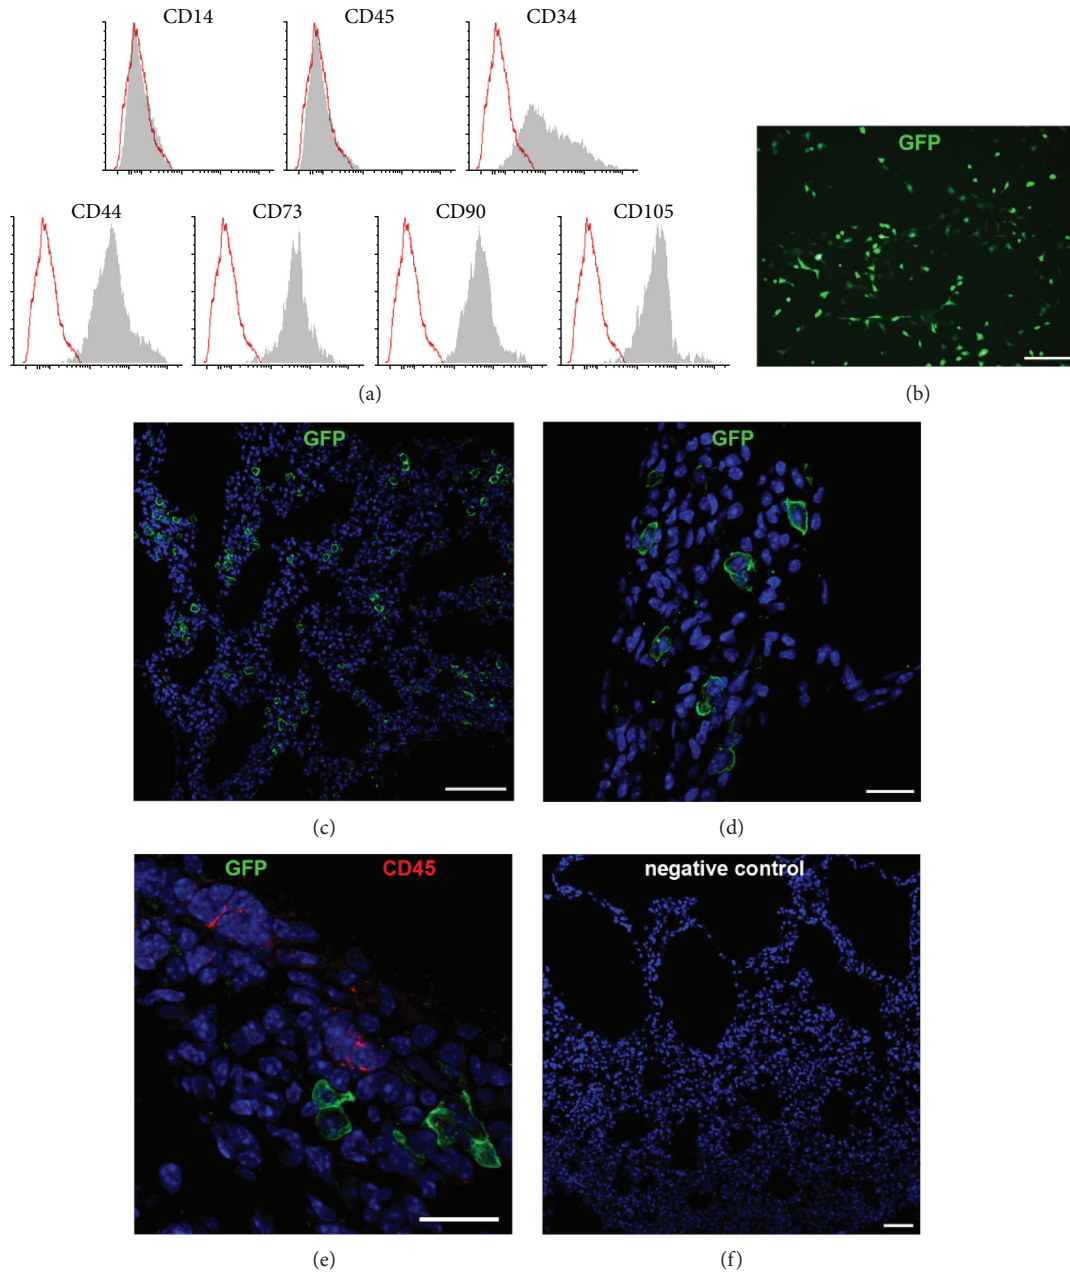 CD14 CD45 CD34
CD44 CD73 CD90 CD105
GFP
(a)
(b)
GFP
GFP
(c)
(d)
GFP CD45
negative control
(e)
(f)